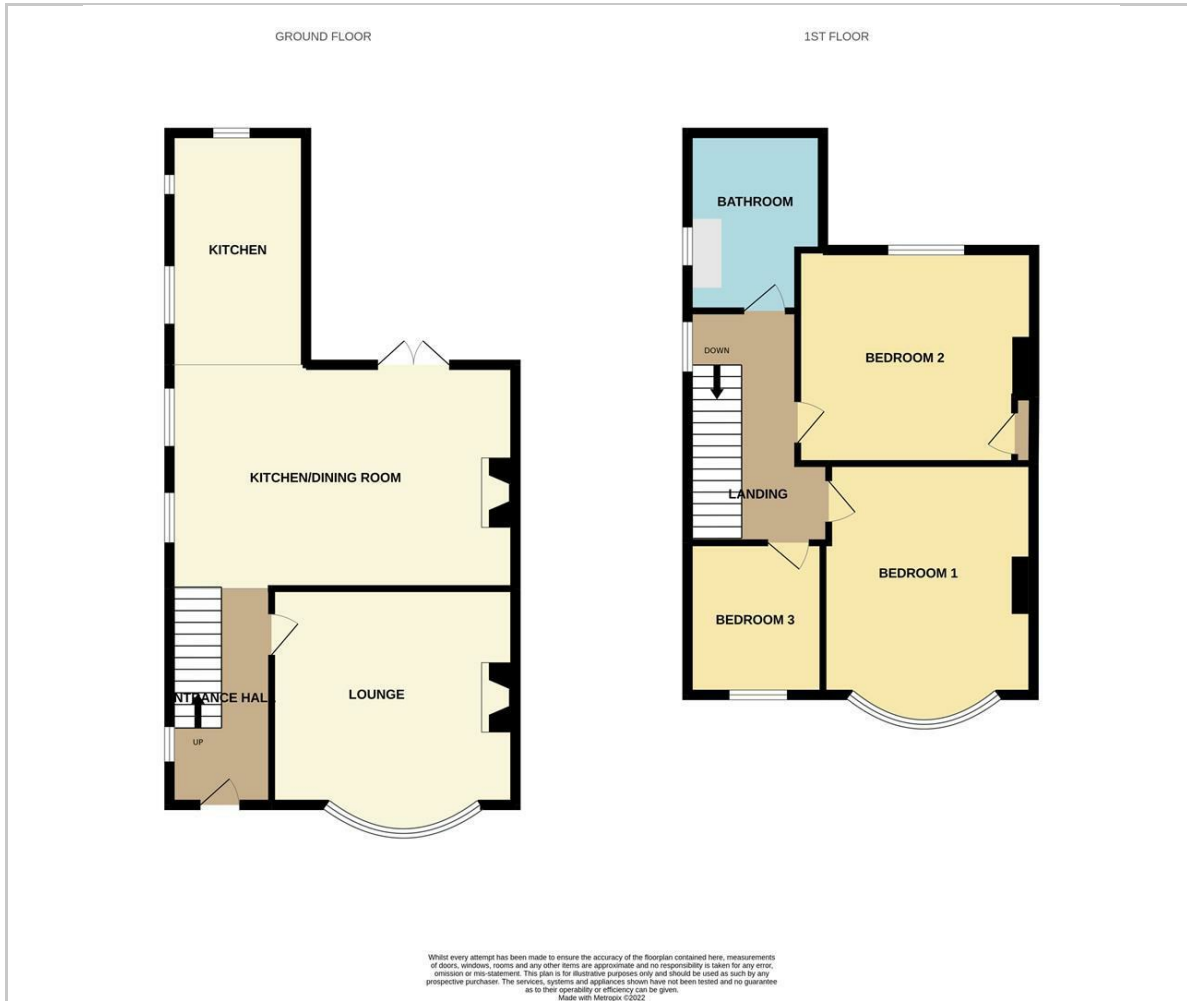 GROUND FLOOR
1ST FLOOR
KITCHEN
KITCHEN/DINING ROOM
ENTRANCE HALL
UP
LOUNGE
BATHROOM
DOWN
BEDROOM 2
LANDING
BEDROOM 1
BEDROOM 3
Whilst every attempt has been made to ensure the accuracy of the floorplan contained here, measurements
of doors, windows, rooms and any other items are approximate and no responsibility is taken for any error,
omission or mis-statement. This plan is for illustrative purposes only and should be used as such by any
prospective purchaser. The services, systems and appliances shown have not been tested and no guarantee
as to their operability or efficiency can be given.
Made with Metropix ©2022